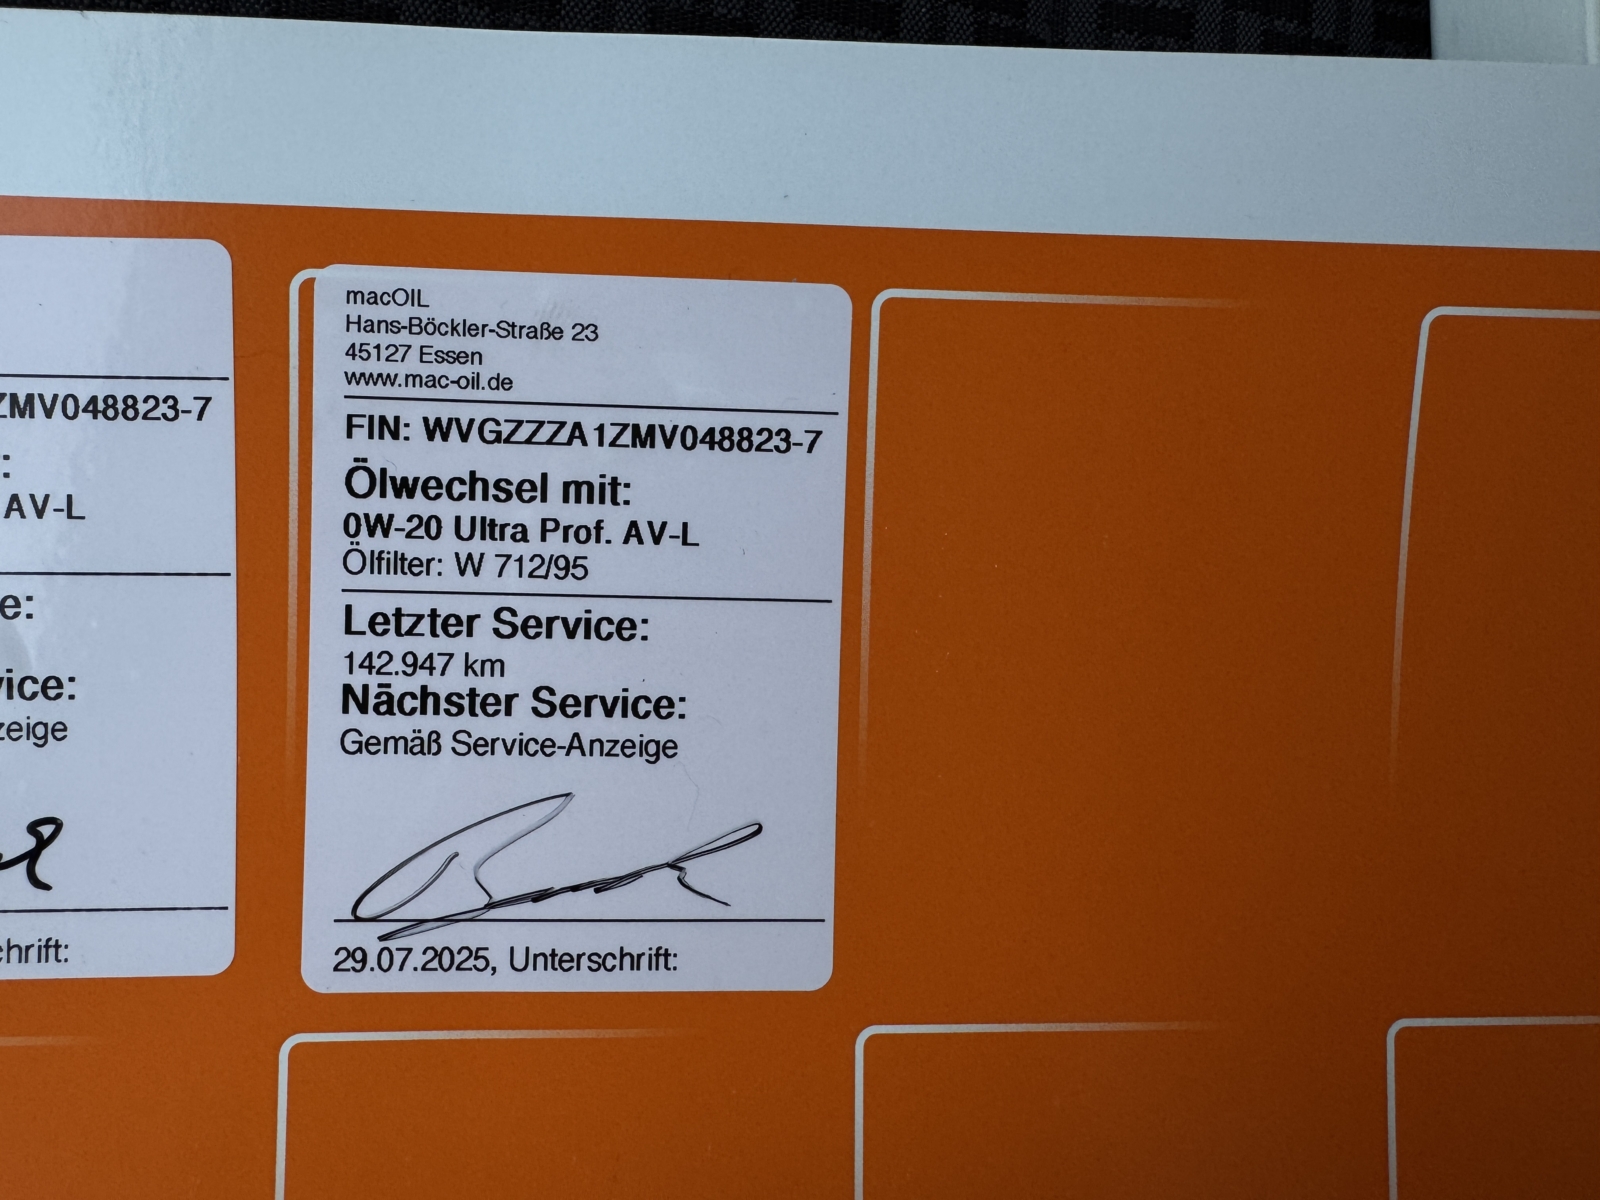 ZMV048823-7
:
AV-L
e:
vice:
zeige
chrift:
macOIL
Hans-Böckler-Straße 23
45127 Essen
www.mac-oil.de
FIN: WVGZZZA1ZMV048823-7
Ölwechsel mit:
0W-20 Ultra Prof. AV-L
Ölfilter: W 712/95
Letzter Service:
142.947 km
Nächster Service:
Gemäß Service-Anzeige
29.07.2025, Unterschrift: